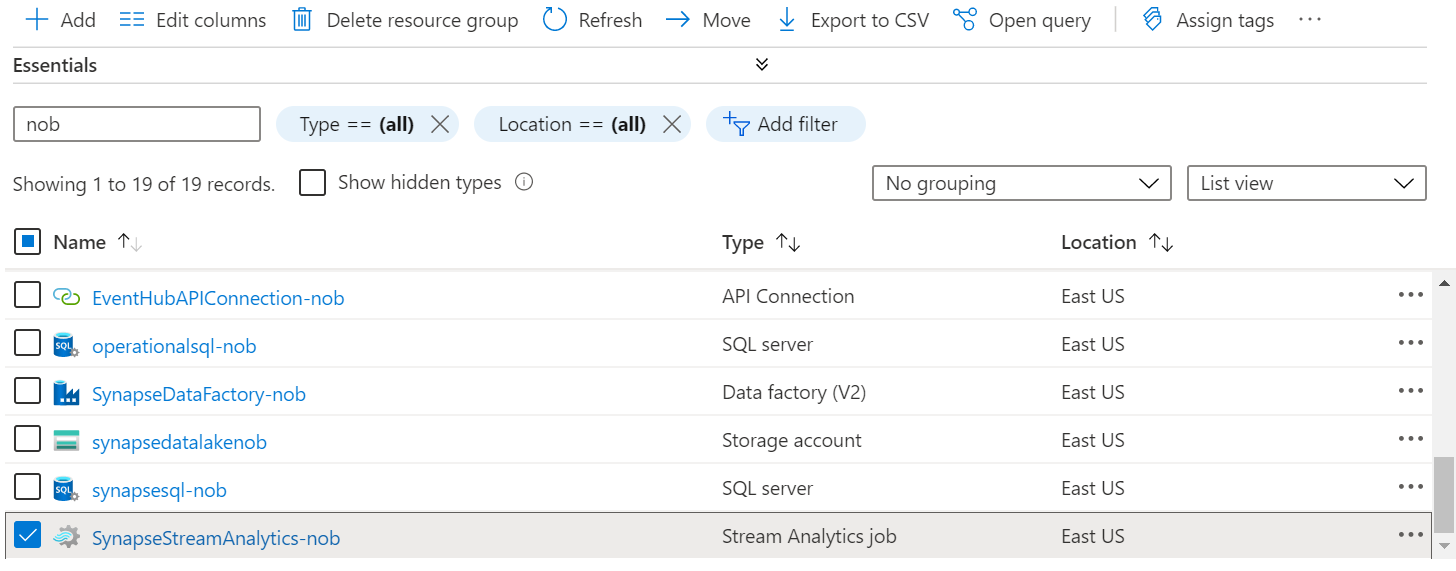 Add Edit columns Delete resource group Refresh Move Export to CSV Open query Assign tags ...
Essentials
nob Type == (all) Location == (all) Add filter
Showing 1 to 19 of 19 records. Show hidden types No grouping List view
Name Type Location
EventHubAPIConnection-nob API Connection East US ...
SQL operationalsql-nob SQL server East US ...
SynapseDataFactory-nob Data factory (V2) East US ...
synapsedatalakenob Storage account East US ...
SQL synapsesql-nob SQL server East US ...
SynapseStreamAnalytics-nob Stream Analytics job East US ...